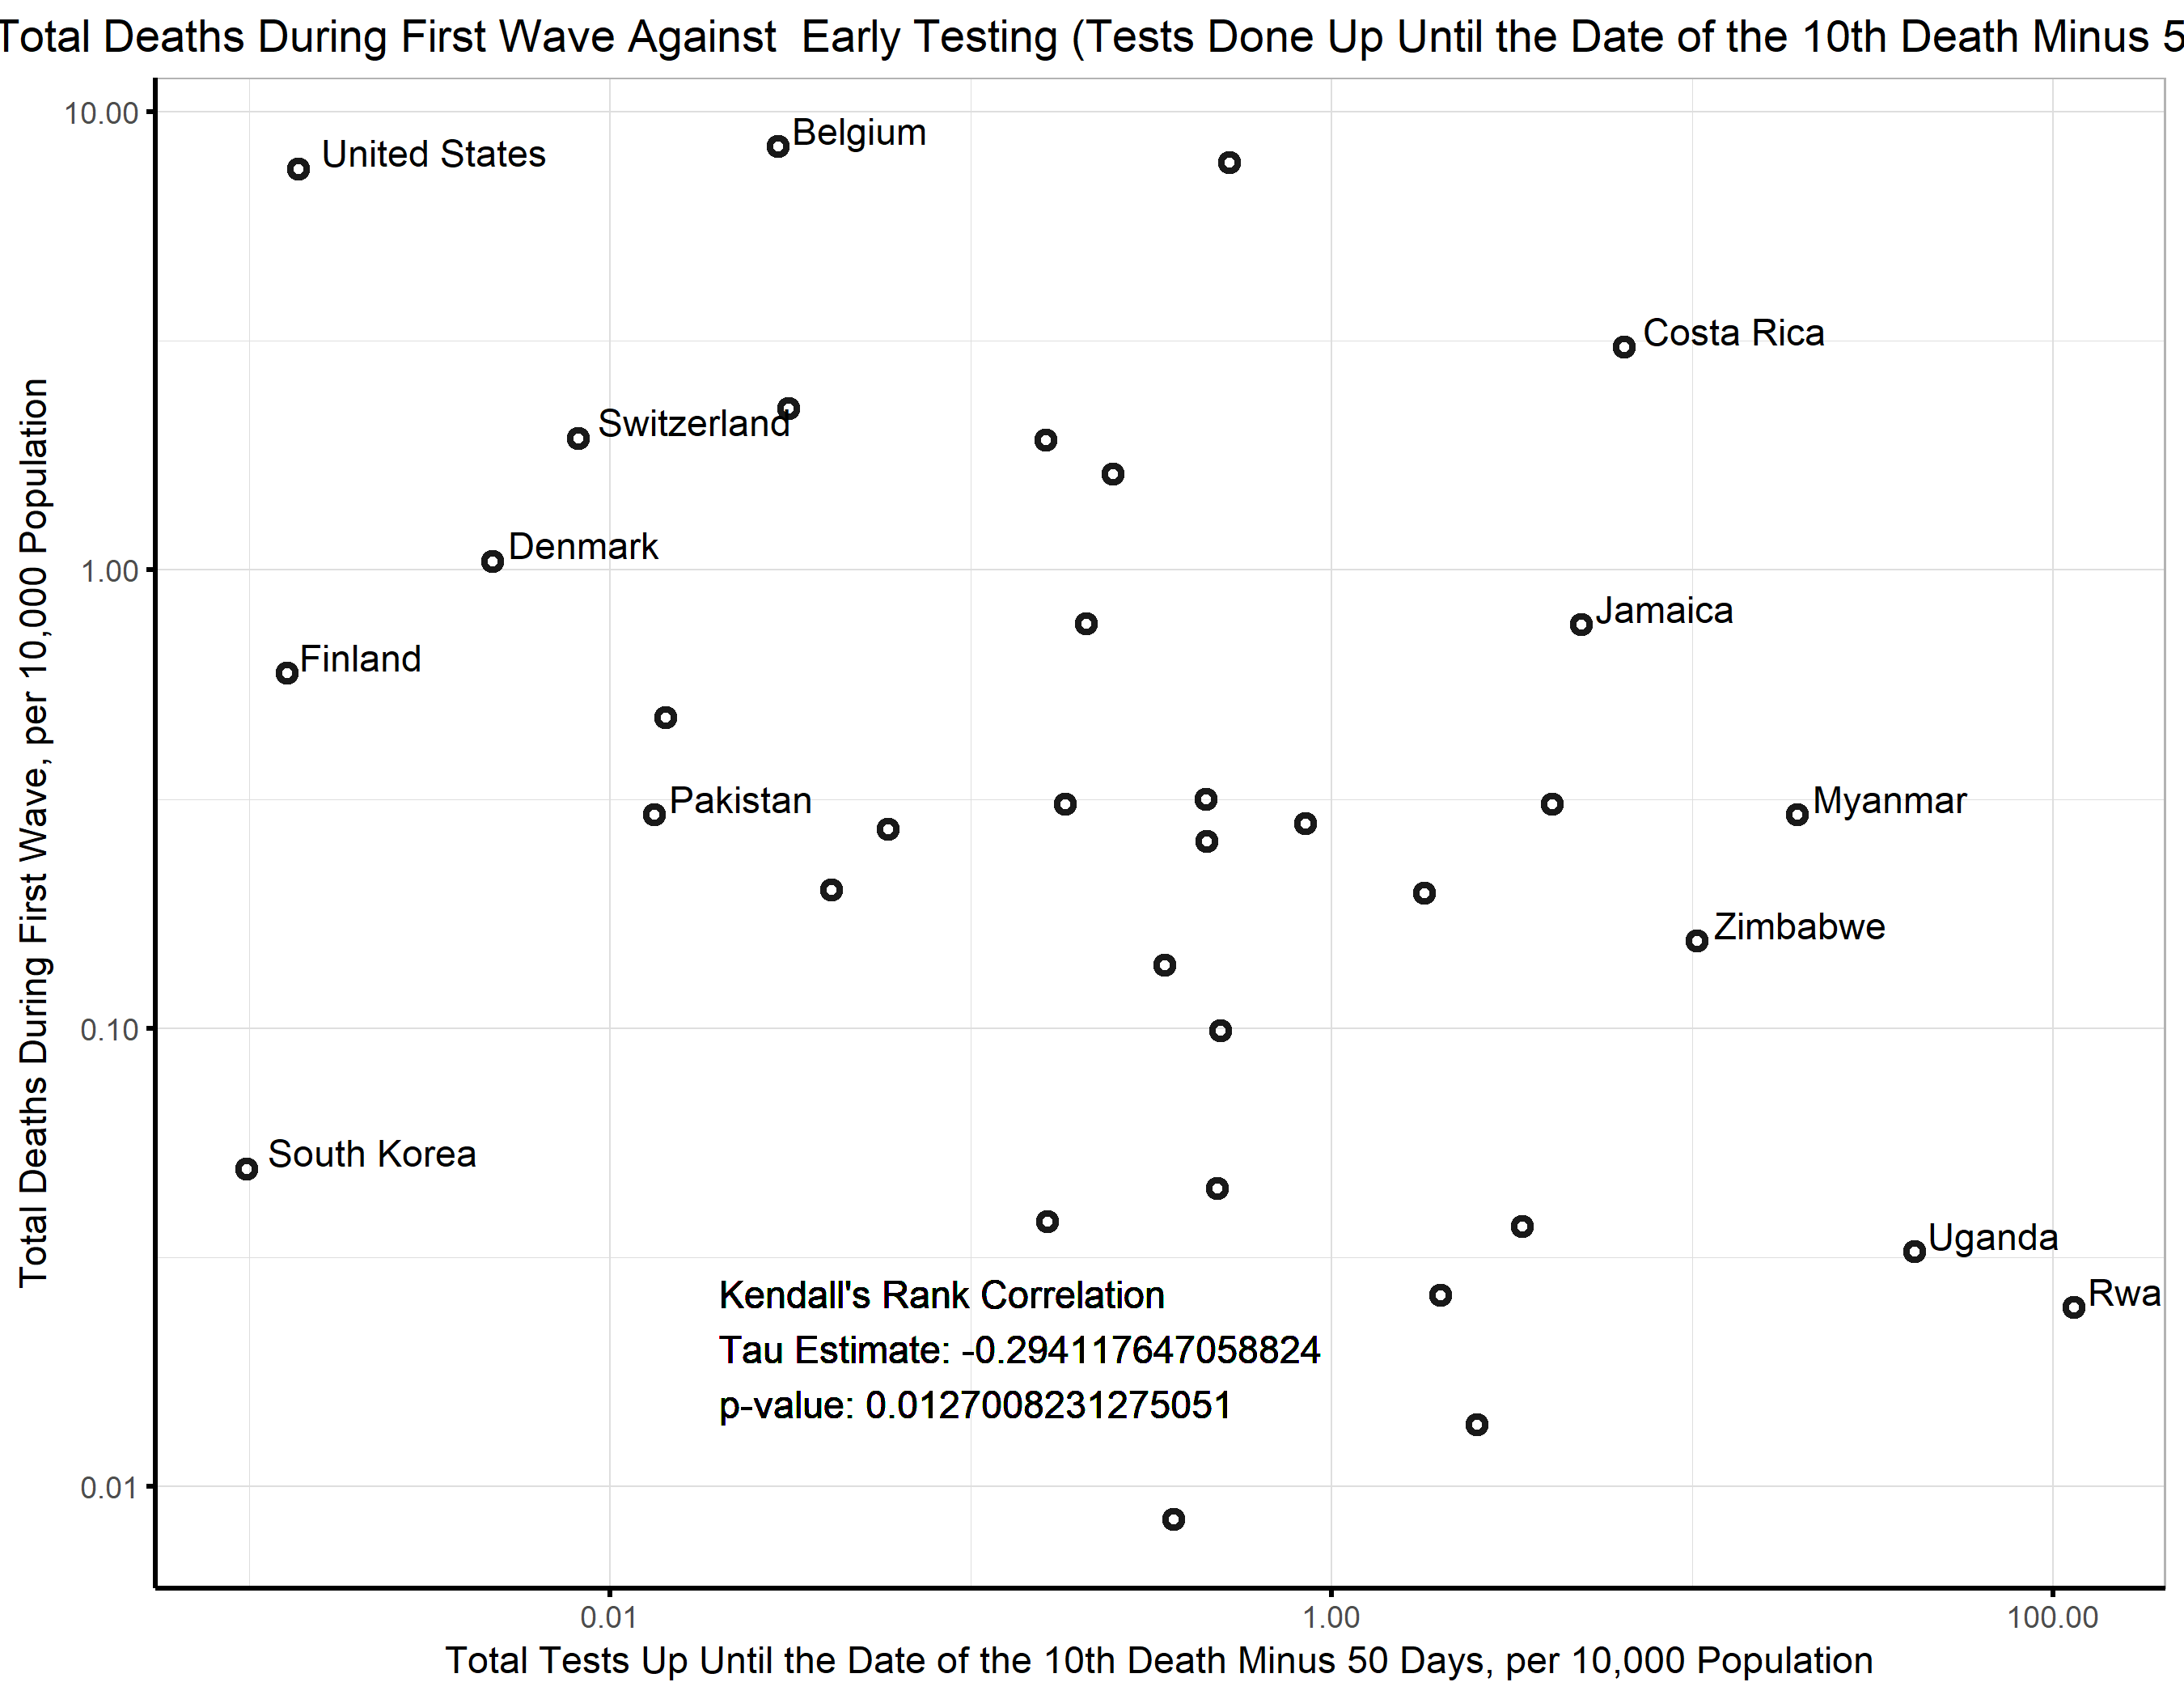 Total Deaths During First Wave Against  Early Testing (Tests Done Up Until the Date of the 10th Death Minus 5
10.00
United States
Belgium
Costa Rica
Switzerland
Denmark
1.00
Jamaica
Finland
Pakistan
Myanmar
Zimbabwe
0.10
South Korea
Uganda
Rwa
Kendall's Rank Correlation
Tau Estimate: -0.294117647058824
p-value: 0.0127008231275051
0.01
Total Deaths During First Wave, per 10,000 Population
0.01
1.00
100.00
Total Tests Up Until the Date of the 10th Death Minus 50 Days, per 10,000 Population